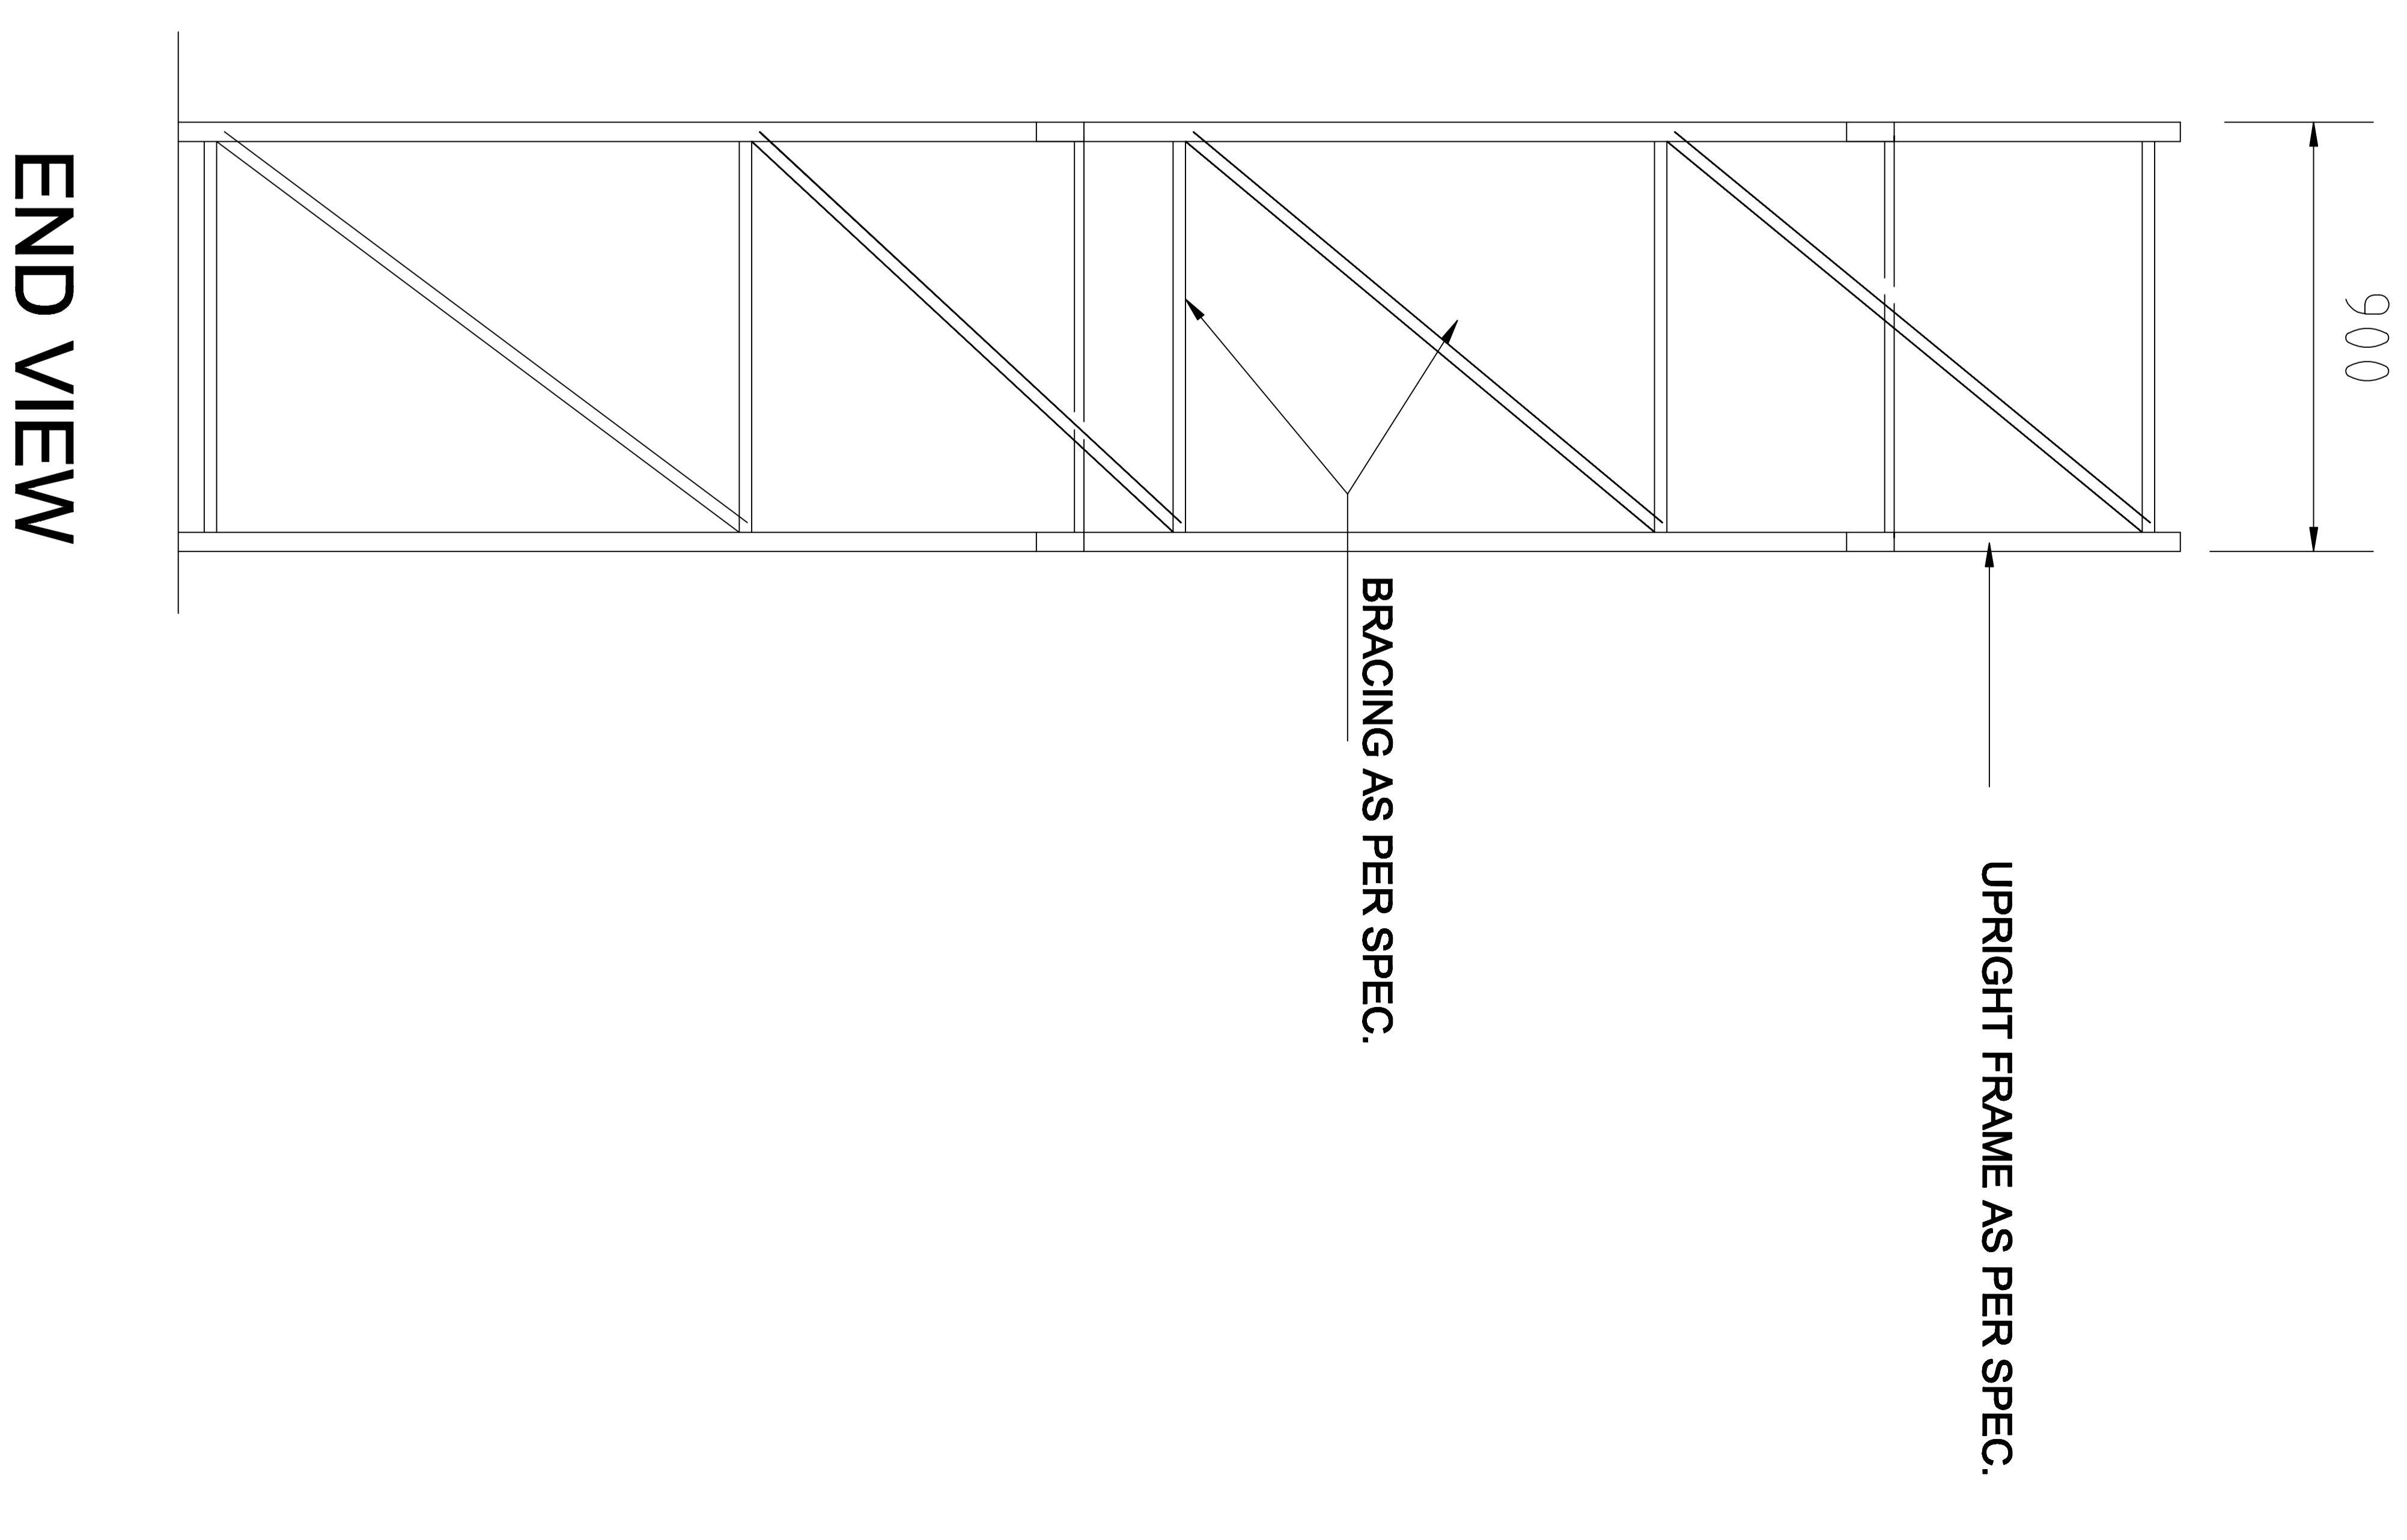 900
UPRIGHT FRAME AS PER SPEC.
BRACING AS PER SPEC.
END VIEW